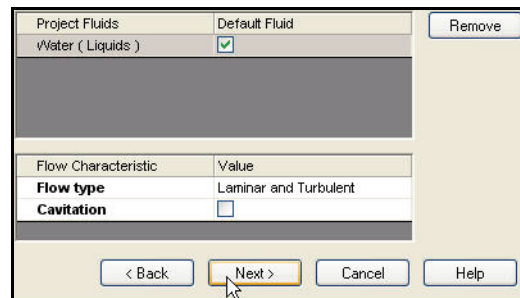 Project Fluids Default Fluid Remove
Water ( Liquids )
Flow Characteristic Value
Flow type Laminar and Turbulent
Cavitation
< Back Next > Cancel Help